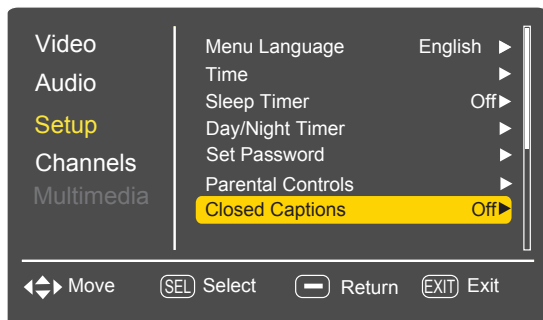 Video
Audio
Setup
Channels
Multimedia
Menu Language English
Time
Sleep Timer Off
Day/Night Timer
Set Password
Parental Controls
Closed Captions Off
Move SEL Select Return EXIT Exit